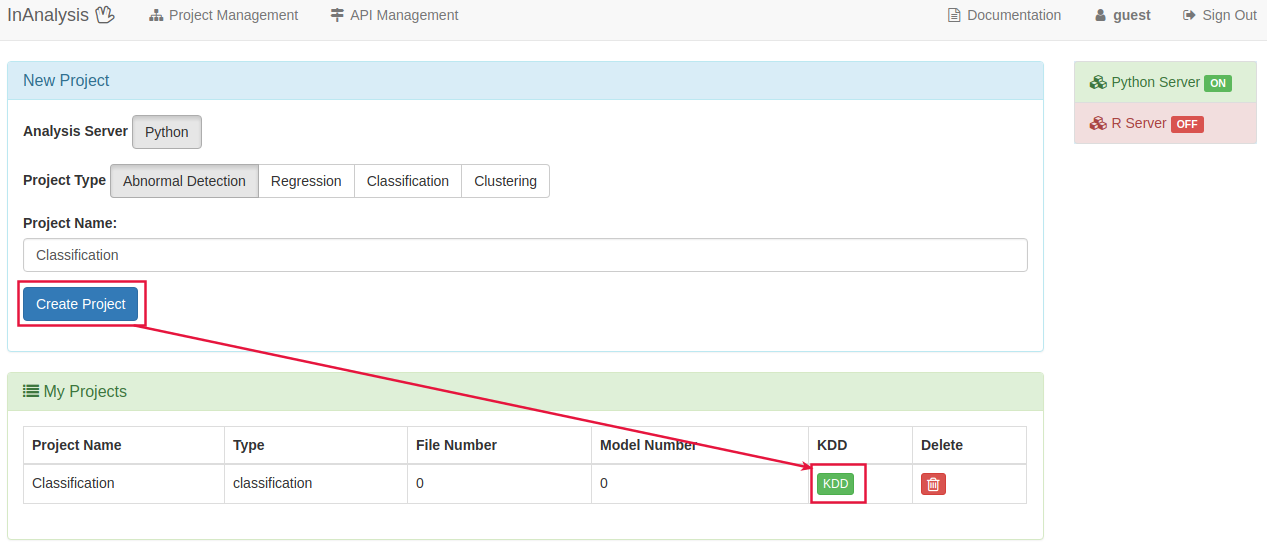 InAnalysis Project Management API Management Documentation guest Sign Out
New Project
Analysis Server Python
Project Type Abnormal Detection Regression Classification Clustering
Project Name:
Classification
Create Project
Python Server ON
R Server OFF
My Projects
Project Name Type File Number Model Number KDD Delete
Classification classification 0 0 KDD